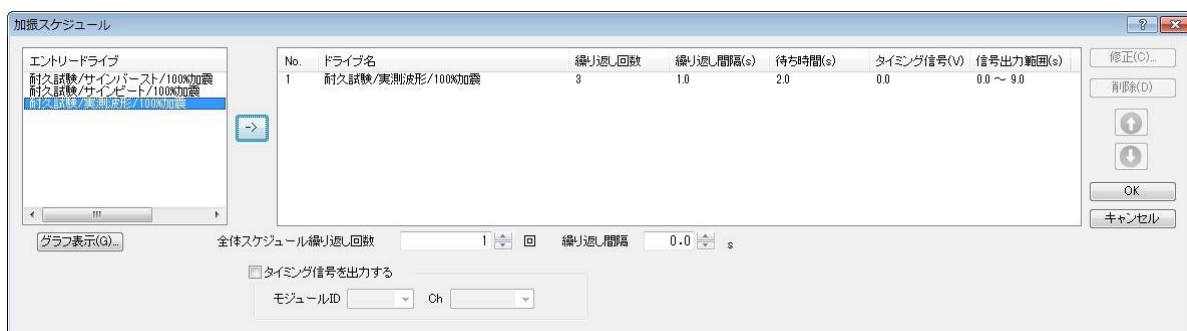 加振スケジュール
エントリードライブ
耐久試験/サインバースト/100%加震
耐久試験/サインビート/100%加震
耐久試験/実測波形/100%加震
->
No. ドライブ名 繰り返し回数 繰り返し間隔(s) 待ち時間(s) タイミング信号(V) 信号出力範囲(s)
1 耐久試験/実測波形/100%加震 3 1.0 2.0 0.0 0.0 ～ 9.0
修正(C)...
削除(D)
OK
キャンセル
グラフ表示(G)...
全体スケジュール繰り返し回数 1 回 繰り返し間隔 0.0 s
タイミング信号を出力する
モジュールID Ch